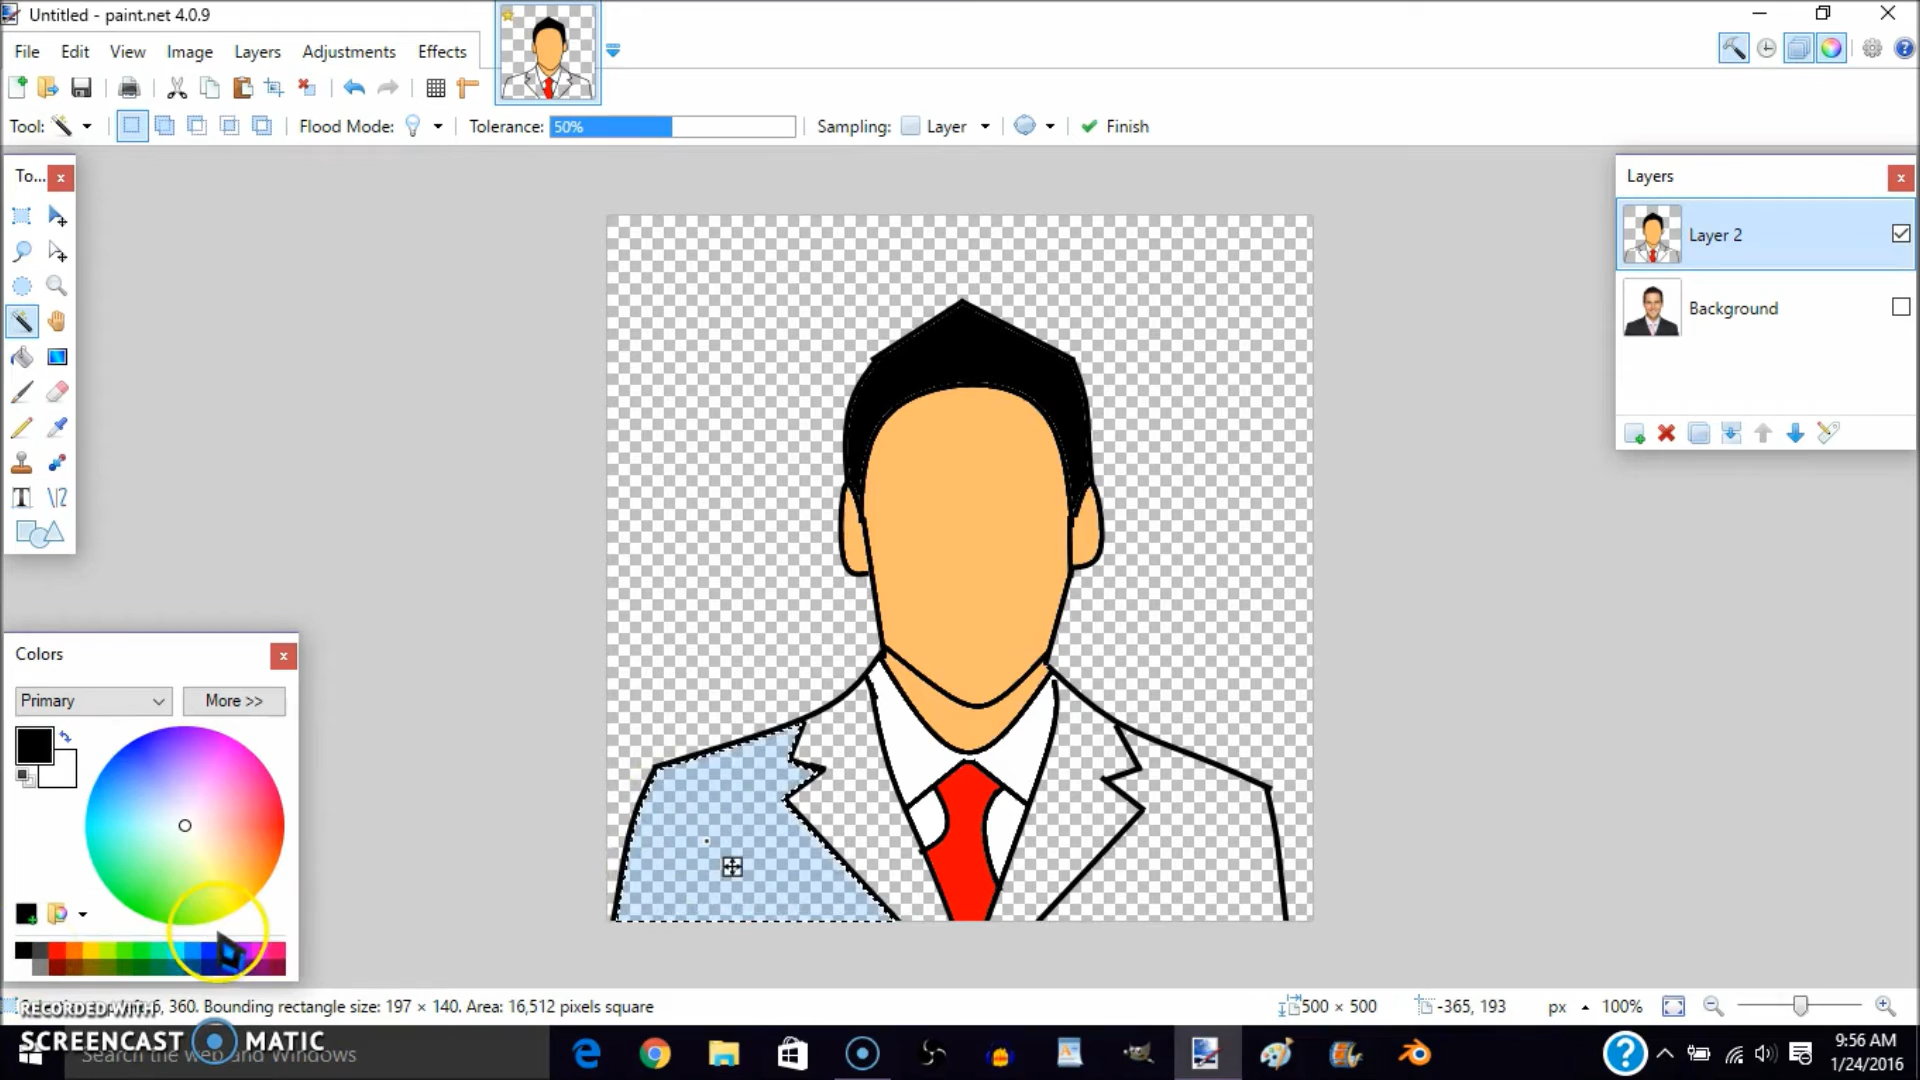 Untitled - paint.net 4.0.9
File Edit View Image Layers Adjustments Effects
Tool: Flood Mode: Tolerance: 50% Sampling: Layer Finish
To...
Layers
Layer 2
Background
Colors
Primary More >>
6, 360. Bounding rectangle size: 197 × 140. Area: 16,512 pixels square
500 × 500 -365, 193 px 100%
RECORDED WITH
SCREENCAST MATIC
Search the web and Windows
9:56 AM
1/24/2016